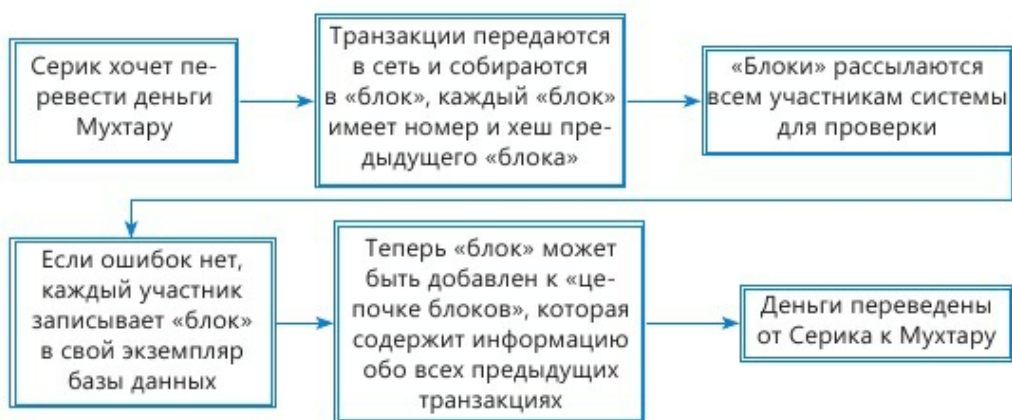 Серик хочет пе-
ревести деньги
Мухтару
Транзакции передаются
в сеть и собираются
в «блок», каждый «блок»
имеет номер и хеш пре-
дыдущего «блока»
«Блоки» рассылаются
всем участникам системы
для проверки
Если ошибок нет,
каждый участник
записывает «блок»
в свой экземпляр
базы данных
Теперь «блок» может
быть добавлен к «це-
почке блоков», которая
содержит информацию
обо всех предыдущих
транзакциях
Деньги переведены
от Серика к Мухтару